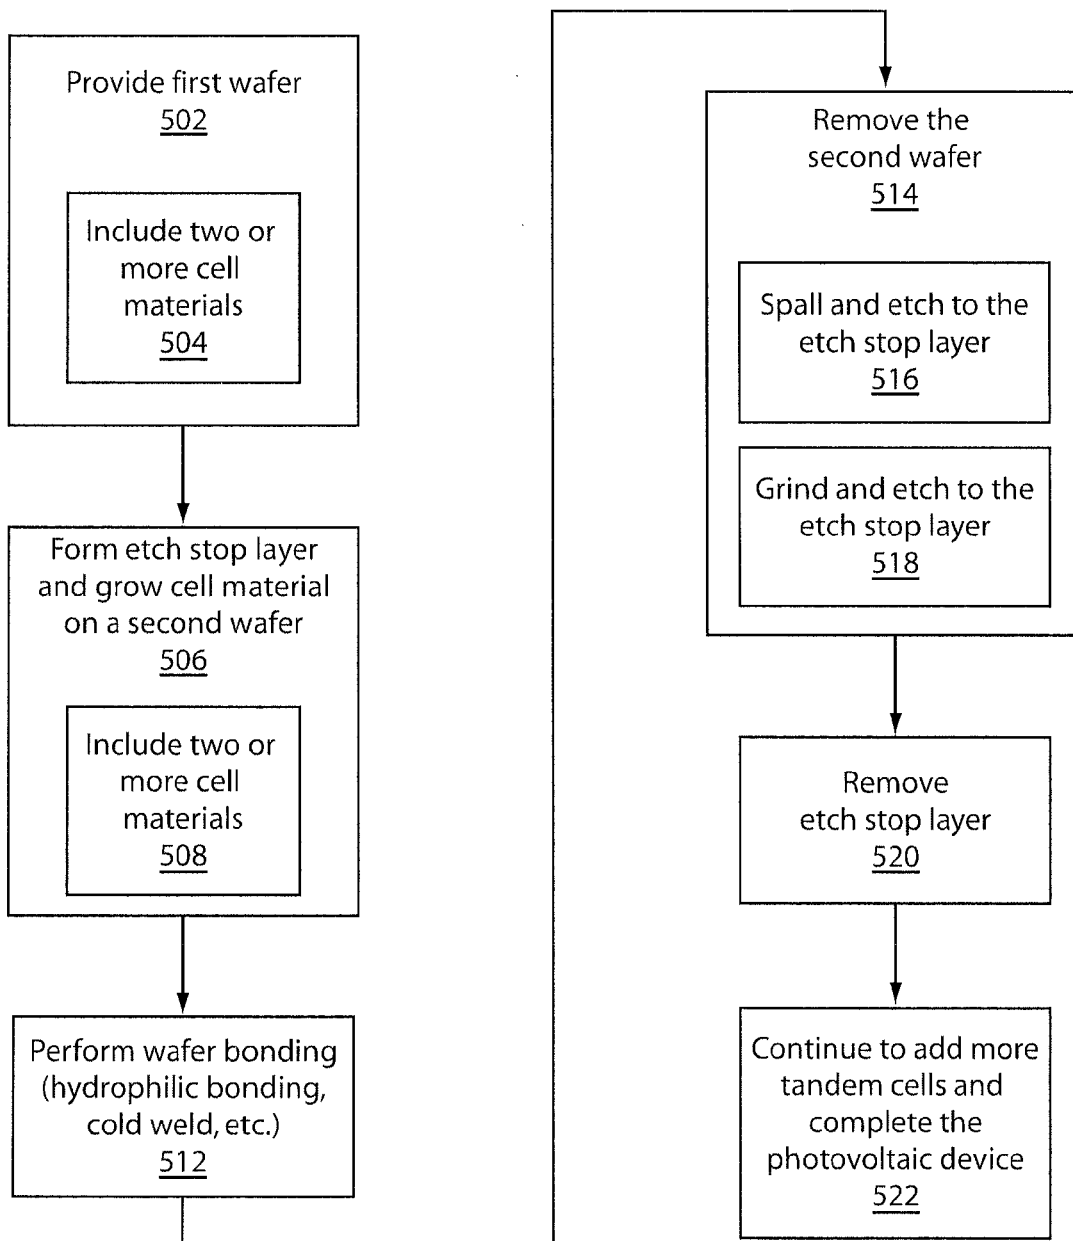 Provide first wafer
502
Include two or
more cell
materials
504
Form etch stop layer
and grow cell material
on a second wafer
506
Include two or
more cell
materials
508
Perform wafer bonding
(hydrophilic bonding,
cold weld, etc.)
512
Remove the
second wafer
514
Spall and etch to the
etch stop layer
516
Grind and etch to the
etch stop layer
518
Remove
etch stop layer
520
Continue to add more
tandem cells and
complete the
photovoltaic device
522